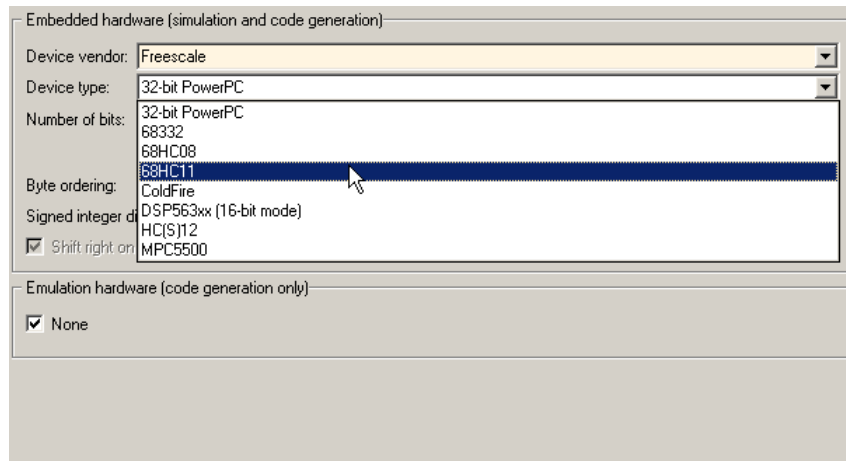 Embedded hardware (simulation and code generation)
Device vendor: Freescale
Device type: 32-bit PowerPC
Number of bits:
32-bit PowerPC
68332
68HC08
68HC11
ColdFire
DSP563xx (16-bit mode)
HC(S)12
MPC5500
Byte ordering:
Signed integer di
Shift right on
Emulation hardware (code generation only)
None